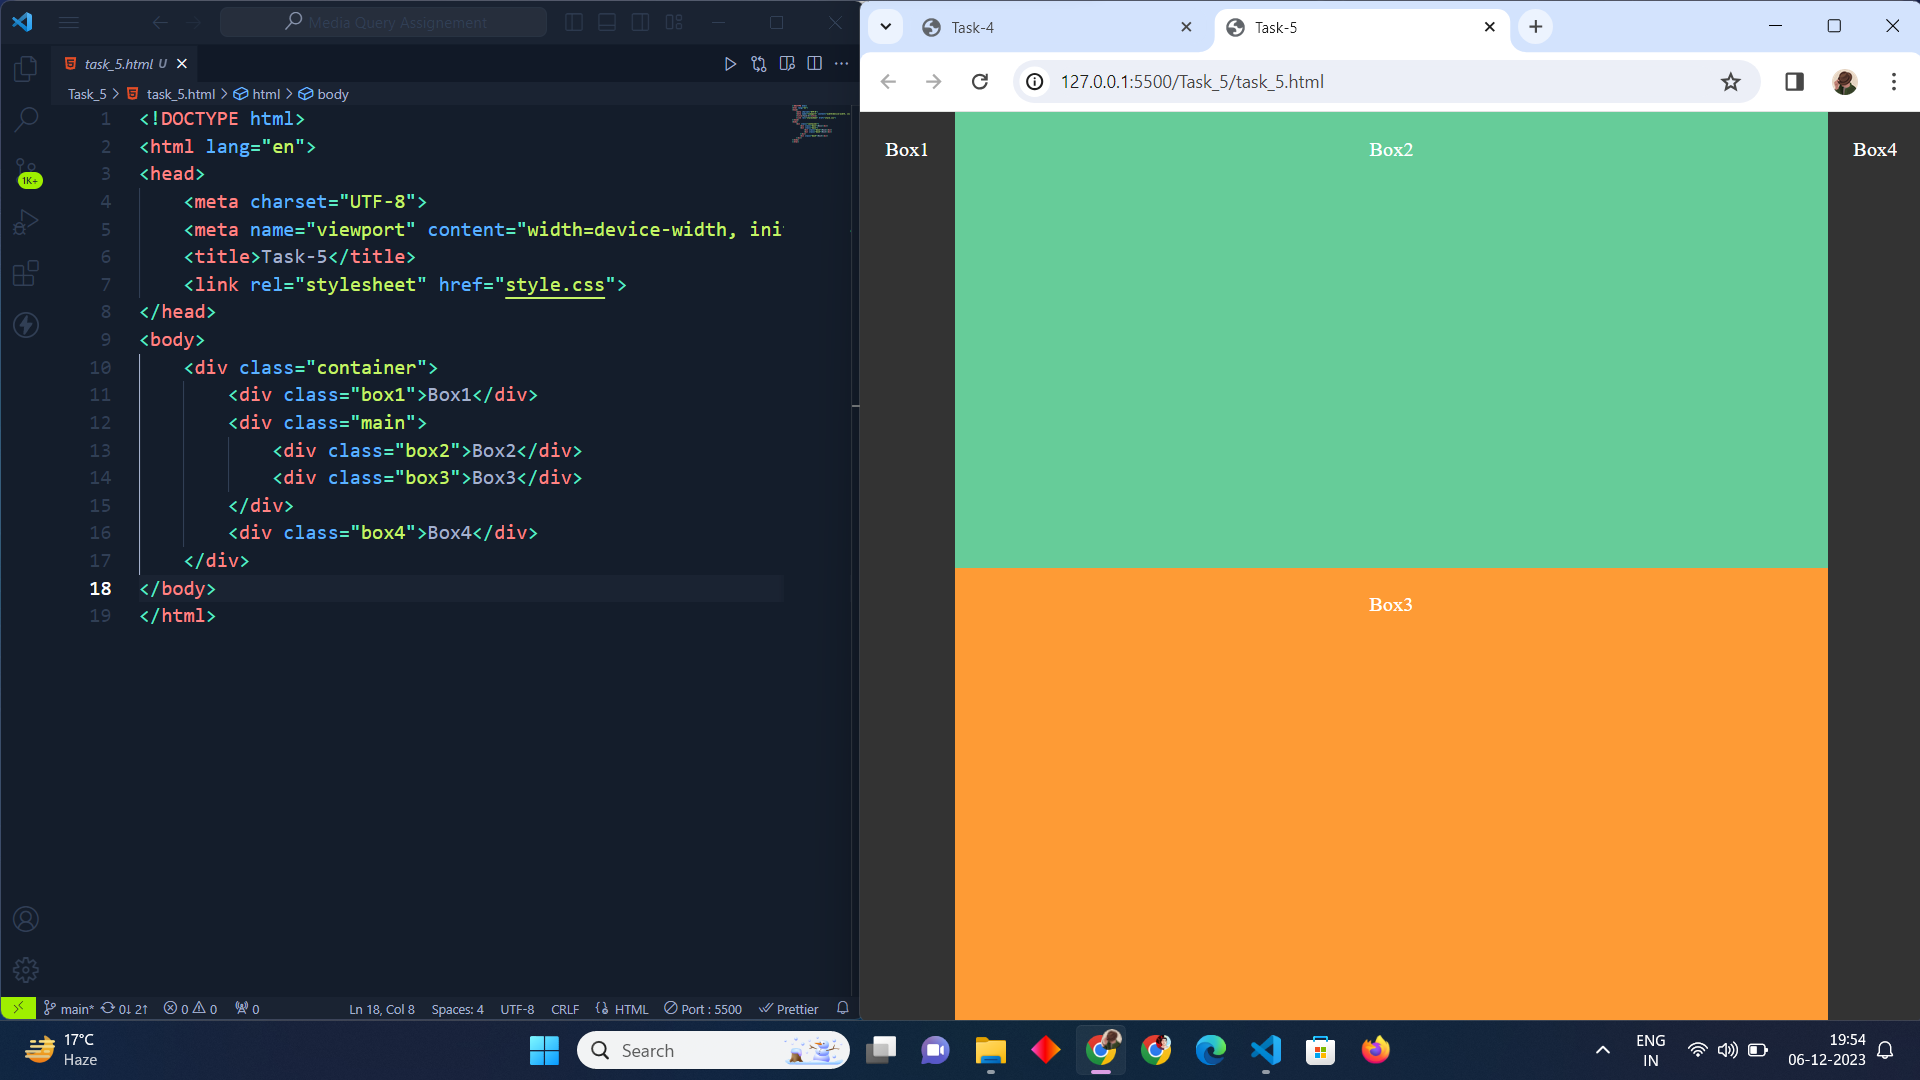 Media Query Assignement
task_5.html U
Task_5 > task_5.html > html > body
1 <!DOCTYPE html>
2 <html lang="en">
3 <head>
4 <meta charset="UTF-8">
5 <meta name="viewport" content="width=device-width, ini
6 <title>Task-5</title>
7 <link rel="stylesheet" href="style.css">
8 </head>
9 <body>
10 <div class="container">
11 <div class="box1">Box1</div>
12 <div class="main">
13 <div class="box2">Box2</div>
14 <div class="box3">Box3</div>
15 </div>
16 <div class="box4">Box4</div>
17 </div>
18 </body>
19 </html>
1K+
main* 0↓ 2↑ 0 0 0 Ln 18, Col 8 Spaces: 4 UTF-8 CRLF HTML Port : 5500 Prettier
Task-4
Task-5
127.0.0.1:5500/Task_5/task_5.html
Box1 Box2 Box4
Box3
17°C
Haze
Search
ENG
IN
19:54
06-12-2023